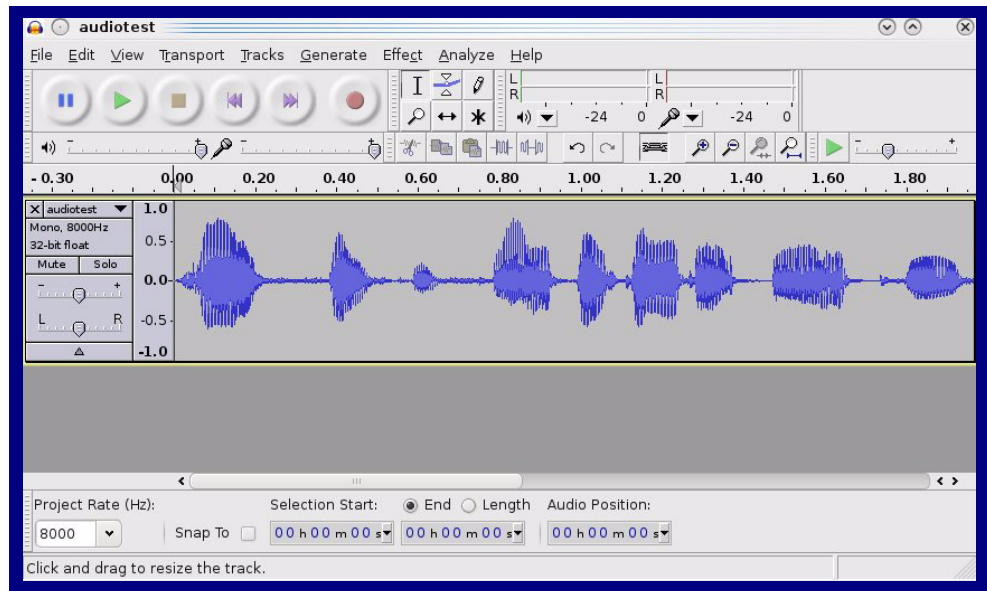 audiotest
File Edit View Transport Tracks Generate Effect Analyze Help
L
R
-24 0
L
R
-24 0
- + - + - +
- 0.30 0.00 0.20 0.40 0.60 0.80 1.00 1.20 1.40 1.60 1.80
X audiotest
Mono, 8000Hz
32-bit float
Mute Solo
- +
L R
1.0
0.5
0.0
-0.5
-1.0
Project Rate (Hz): Selection Start: End Length Audio Position:
8000 Snap To 00 h 00 m 00 s 00 h 00 m 00 s 00 h 00 m 00 s
Click and drag to resize the track.